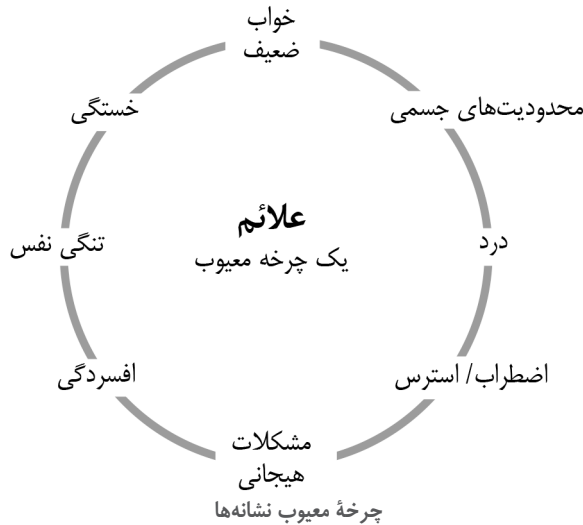 خواب
ضعیف
محدودیت‌های جسمی
درد
اضطراب/ استرس
مشکلات
هیجانی
افسردگی
تنگی نفس
خستگی
علائم
یک چرخه معیوب
چرخهٔ معیوب نشانه‌ها